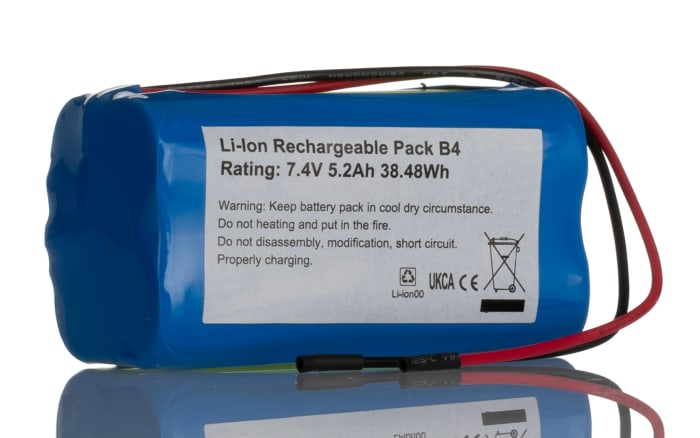 Li-Ion Rechargeable Pack B4
Rating: 7.4V 5.2Ah 38.48Wh
Warning: Keep battery pack in cool dry circumstance.
Do not heating and put in the fire.
Do not disassembly, modification, short circuit.
Properly charging.
UKCA CE
Li-ion00